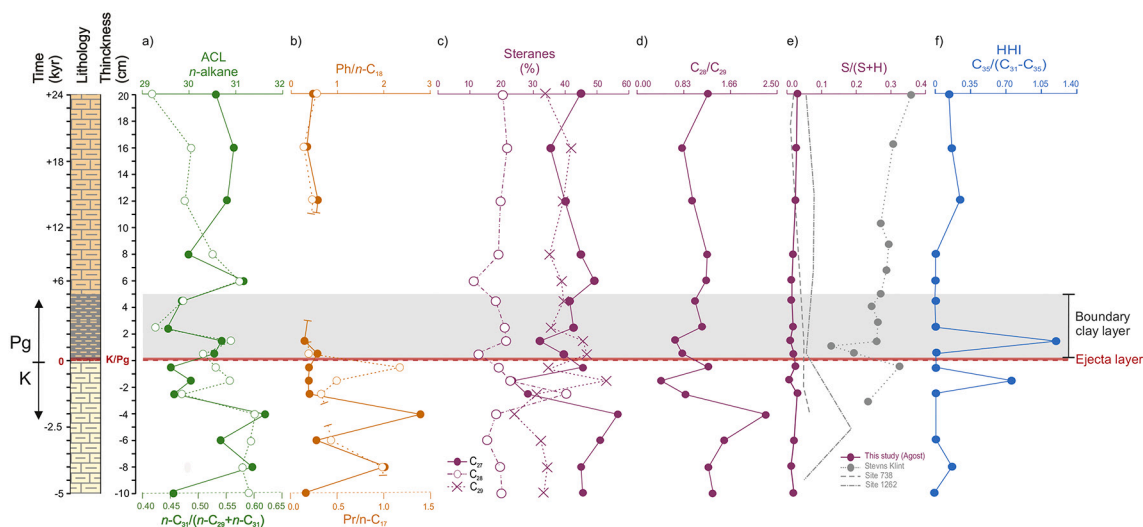 Time (kyr)
Lithology
Thinckness (cm)
a)
ACL
n-alkane
29 30 31 32
b)
Ph/n-C18
0 1 2 3
c)
Steranes
(%)
0 10 20 30 40 50 60
d)
C28/C29
0.00 0.83 1.66 2.50
e)
S/(S+H)
0.0 0.1 0.2 0.3 0.4
f)
HHI
C35/(C31-C35)
0 0.35 0.70 1.05 1.40
+24
+18
+12
+6
0
-2.5
-5
20
18
16
14
12
10
8
6
4
2
K/Pg
-2
-4
-6
-8
-10
Pg
K
Boundary
clay layer
Ejecta layer
C27
C28
C29
This study (Agost)
Stevns Klint
Site 738
Site 1262
0.40 0.45 0.50 0.55 0.60 0.65
n-C31/(n-C29+n-C31)
0.0 0.5 1.0 1.5
Pr/n-C17